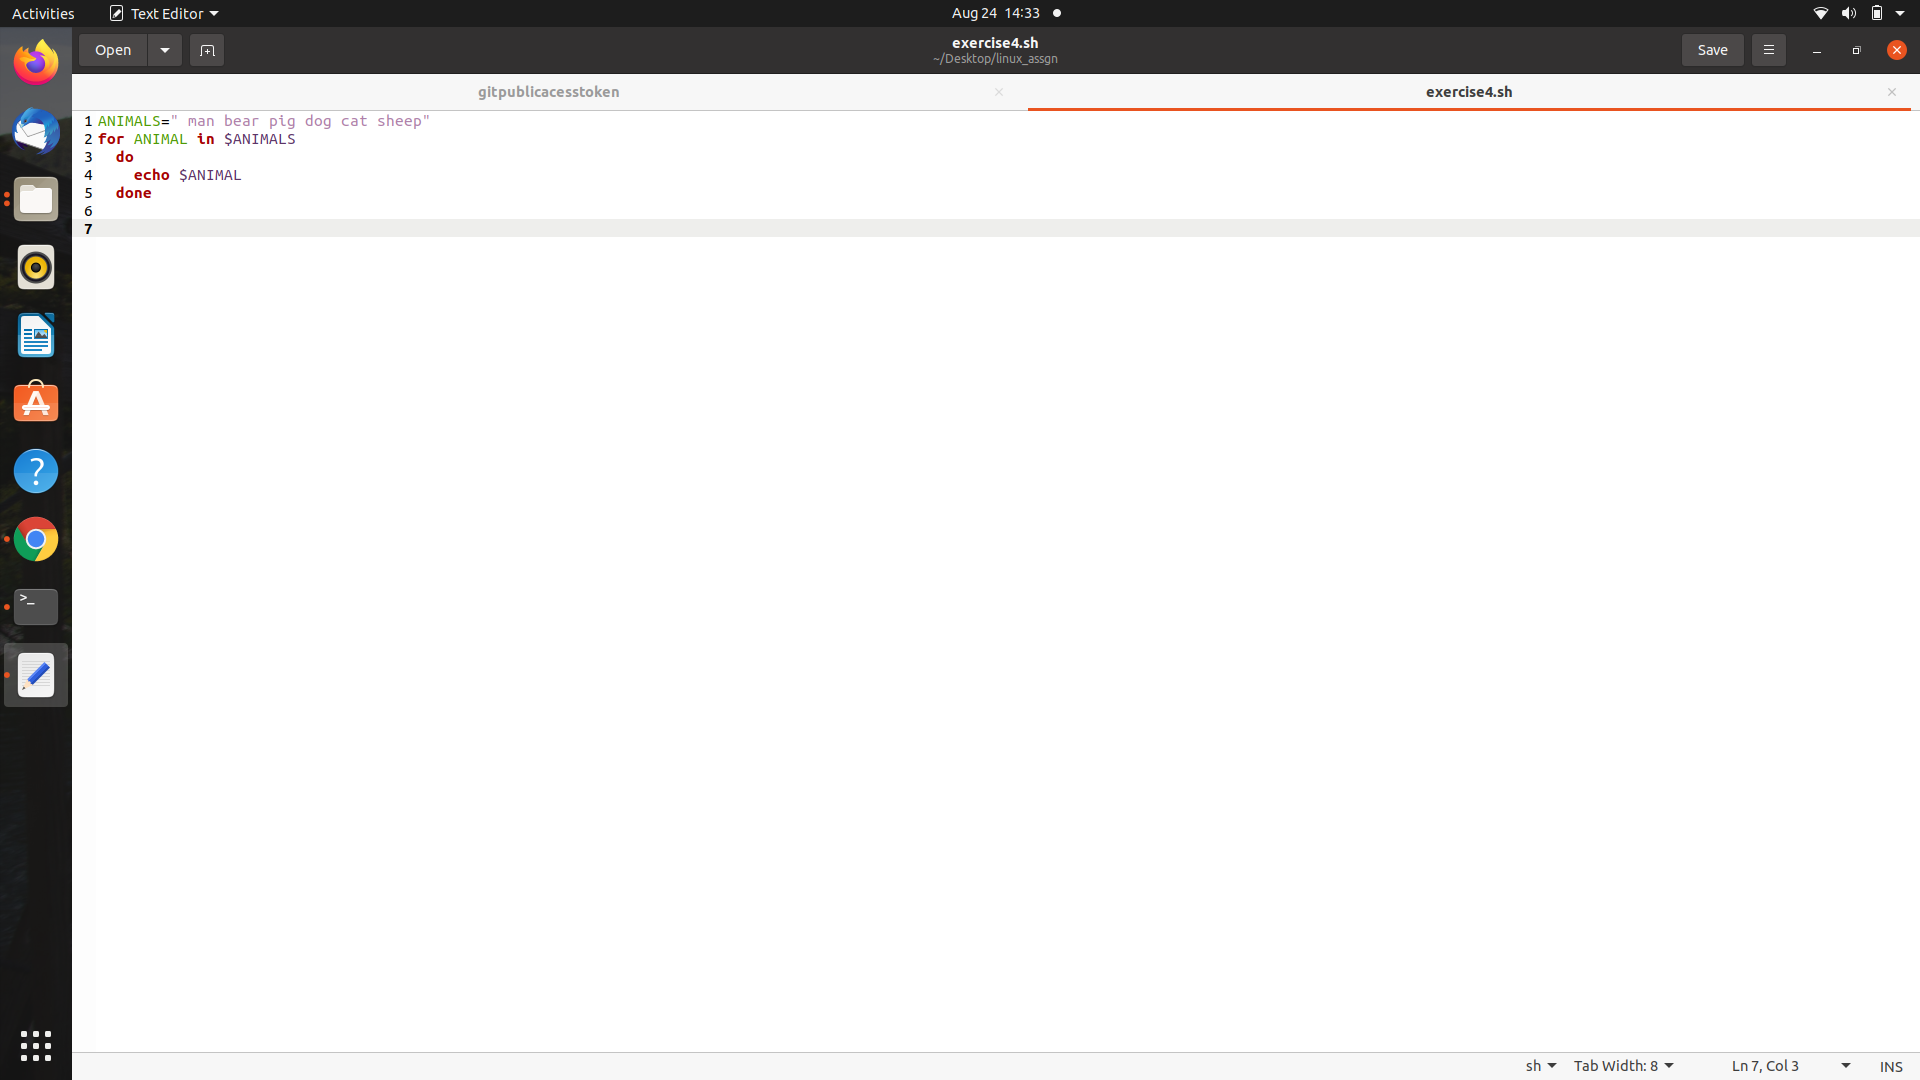 Activities
Text Editor
Aug 24 14:33
Open
exercise4.sh
~/Desktop/linux_assgn
Save
gitpublicacesstoken
exercise4.sh
1 ANIMALS=" man bear pig dog cat sheep"
2 for ANIMAL in $ANIMALS
3   do
4     echo $ANIMAL
5   done
6
7
>_
sh
Tab Width: 8
Ln 7, Col 3
INS